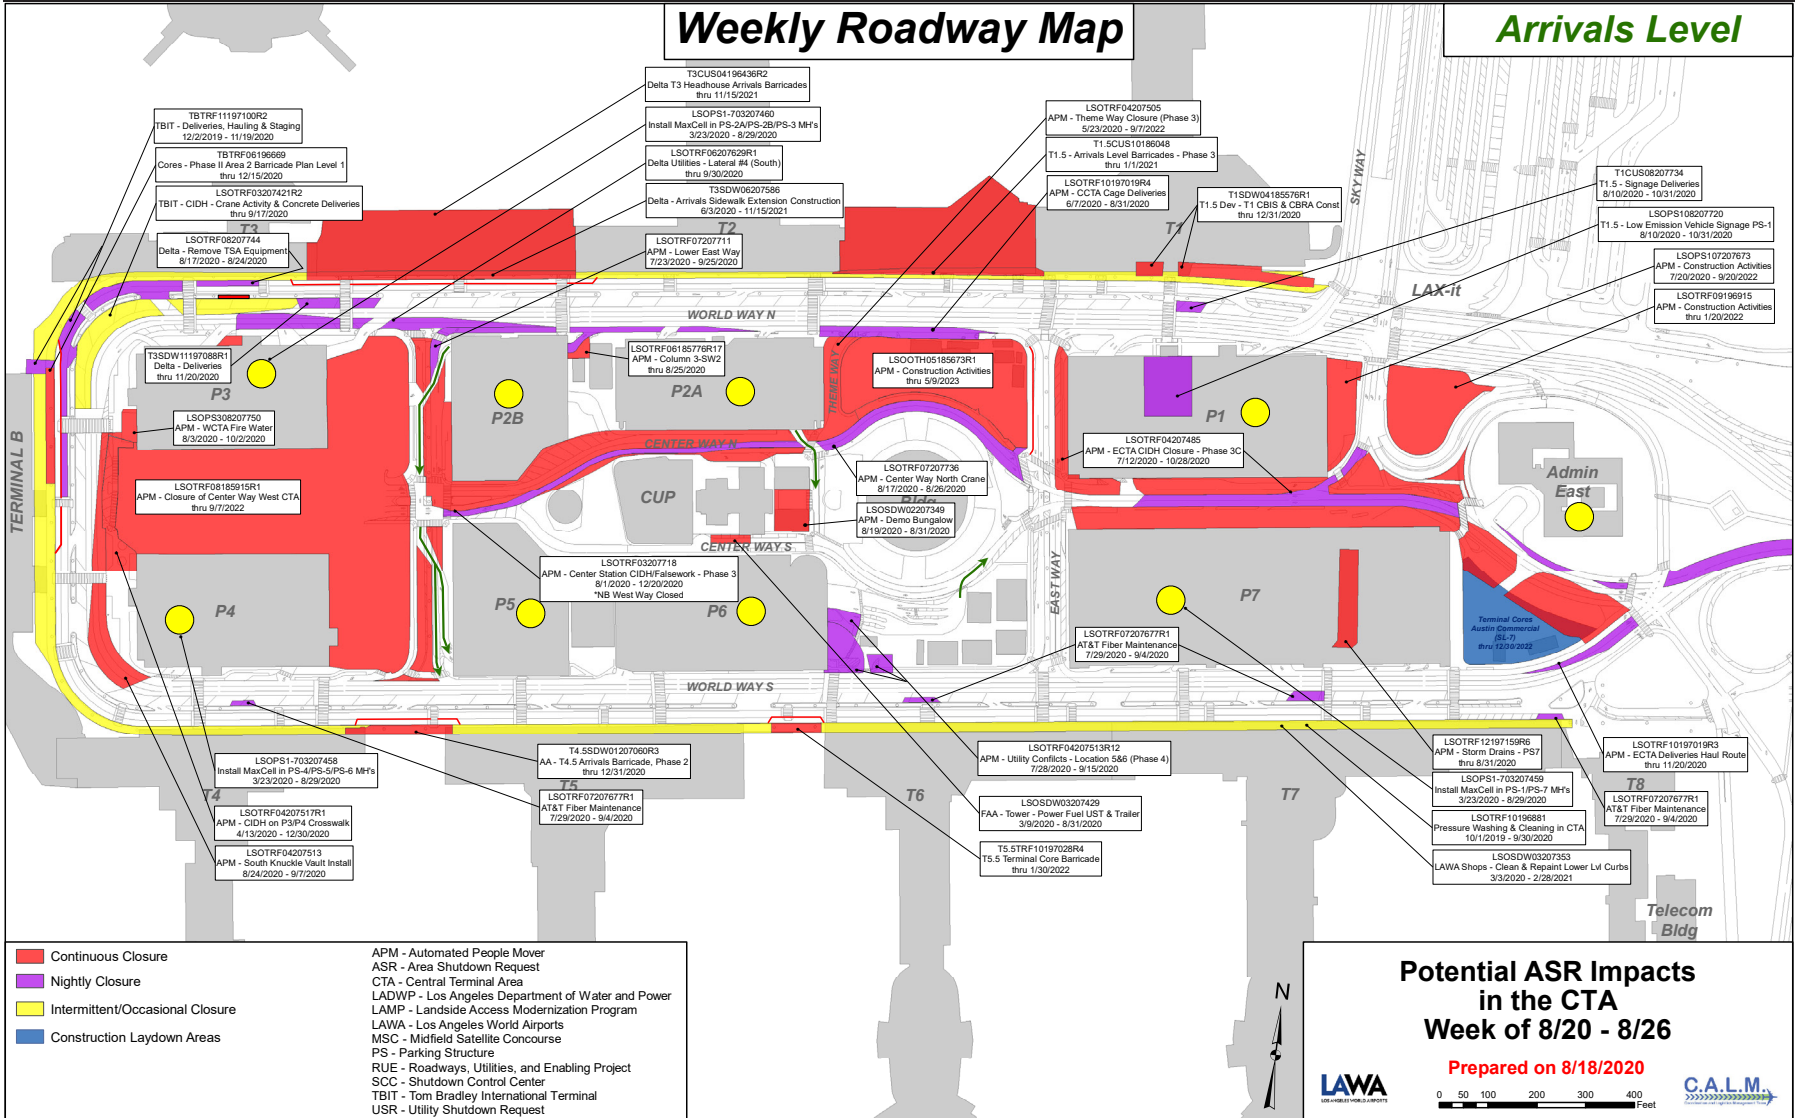 Weekly Roadway Map
Arrivals Level
T3CUS04196436R2
Delta T3 Headhouse Arrivals Barricades
thru 11/15/2021
LSOPS1-703207460
Install MaxCell in PS-2A/PS-2B/PS-3 MH's
3/23/2020 - 8/29/2020
LSOTRF06207629R1
Delta Utilities - Lateral #4 (South)
thru 9/30/2020
T3SDW06207586
Delta - Arrivals Sidewalk Extension Construction
6/3/2020 - 11/15/2021
LSOTRF07207711
APM - Lower East Way
7/23/2020 - 9/25/2020
TBTRF11197100R2
TBIT - Deliveries, Hauling & Staging
12/2/2019 - 11/19/2020
TBTRF06196669
Cores - Phase II Area 2 Barricade Plan Level 1
thru 12/15/2020
LSOTRF03207421R2
TBIT - CIDH - Crane Activity & Concrete Deliveries
thru 9/17/2020
LSOTRF08207744
Delta - Remove TSA Equipment
8/17/2020 - 8/24/2020
LSOTRF04207505
APM - Theme Way Closure (Phase 3)
5/23/2020 - 9/7/2022
T1.5CUS10186048
T1.5 - Arrivals Level Barricades - Phase 3
thru 1/1/2021
LSOTRF10197019R4
APM - CCTA Cage Deliveries
6/7/2020 - 8/31/2020
T1SDW04185576R1
T1.5 Dev - T1 CBIS & CBRA Const
thru 12/31/2020
T1CUS08207734
T1.5 - Signage Deliveries
8/10/2020 - 10/31/2020
LSOPS108207720
T1.5 - Low Emission Vehicle Signage PS-1
8/10/2020 - 10/31/2020
LSOPS107207673
APM - Construction Activities
7/20/2020 - 9/20/2022
LSOTRF09196915
APM - Construction Activities
thru 1/20/2022
T3
T2
T1
SKY WAY
LAX-it
WORLD WAY N
T3SDW11197088R1
Delta - Deliveries
thru 11/20/2020
LSOTRF06185776R17
APM - Column 3-SW2
thru 8/25/2020
LSOOTH05185673R1
APM - Construction Activities
thru 5/9/2023
THEME WAY
P3
P2B
P2A
P1
LSOPS308207750
APM - WCTA Fire Water
8/3/2020 - 10/2/2020
CENTER WAY N
LSOTRF04207485
APM - ECTA CIDH Closure - Phase 3C
7/12/2020 - 10/28/2020
LSOTRF07207736
APM - Center Way North Crane
8/17/2020 - 8/26/2020
Bldg
TERMINAL B
LSOTRF08185915R1
APM - Closure of Center Way West CTA
thru 9/7/2022
CUP
LSOSDW02207349
APM - Demo Bungalow
8/19/2020 - 8/31/2020
Admin
East
CENTER WAY S
LSOTRF03207718
APM - Center Station CIDH/Falsework - Phase 3
8/1/2020 - 12/20/2020
*NB West Way Closed
EAST WAY
P4
P5
P6
P7
Terminal Cores
Austin Commercial
(SL-7)
thru 12/30/2022
LSOTRF07207677R1
AT&T Fiber Maintenance
7/29/2020 - 9/4/2020
WORLD WAY S
LSOPS1-703207458
Install MaxCell in PS-4/PS-5/PS-6 MH's
3/23/2020 - 8/29/2020
T4.5SDW01207060R3
AA - T4.5 Arrivals Barricade, Phase 2
thru 12/31/2020
LSOTRF04207513R12
APM - Utility Conflicts - Location 5&6 (Phase 4)
7/28/2020 - 9/15/2020
LSOTRF12197159R6
APM - Storm Drains - PS7
thru 8/31/2020
LSOTRF10197019R3
APM - ECTA Deliveries Haul Route
thru 11/20/2020
T4
T5
T6
T7
T8
LSOTRF04207517R1
APM - CIDH on P3/P4 Crosswalk
4/13/2020 - 12/30/2020
LSOTRF07207677R1
AT&T Fiber Maintenance
7/29/2020 - 9/4/2020
LSOSDW03207429
FAA - Tower - Power Fuel UST & Trailer
3/9/2020 - 8/31/2020
LSOPS1-703207459
Install MaxCell in PS-1/PS-7 MH's
3/23/2020 - 8/29/2020
LSOTRF07207677R1
AT&T Fiber Maintenance
7/29/2020 - 9/4/2020
LSOTRF10196881
Pressure Washing & Cleaning in CTA
10/1/2019 - 9/30/2020
LSOTRF04207513
APM - South Knuckle Vault Install
8/24/2020 - 9/7/2020
T5.5TRF10197028R4
T5.5 Terminal Core Barricade
thru 1/30/2022
LSOSDW03207353
LAWA Shops - Clean & Repaint Lower Lvl Curbs
3/3/2020 - 2/28/2021
Telecom
Bldg
Continuous Closure
Nightly Closure
Intermittent/Occasional Closure
Construction Laydown Areas
APM - Automated People Mover
ASR - Area Shutdown Request
CTA - Central Terminal Area
LADWP - Los Angeles Department of Water and Power
LAMP - Landside Access Modernization Program
LAWA - Los Angeles World Airports
MSC - Midfield Satellite Concourse
PS - Parking Structure
RUE - Roadways, Utilities, and Enabling Project
SCC - Shutdown Control Center
TBIT - Tom Bradley International Terminal
USR - Utility Shutdown Request
N
Potential ASR Impacts
in the CTA
Week of 8/20 - 8/26
Prepared on 8/18/2020
LAWA
LOS ANGELES WORLD AIRPORTS
0 50 100 200 300 400
Feet
C.A.L.M.